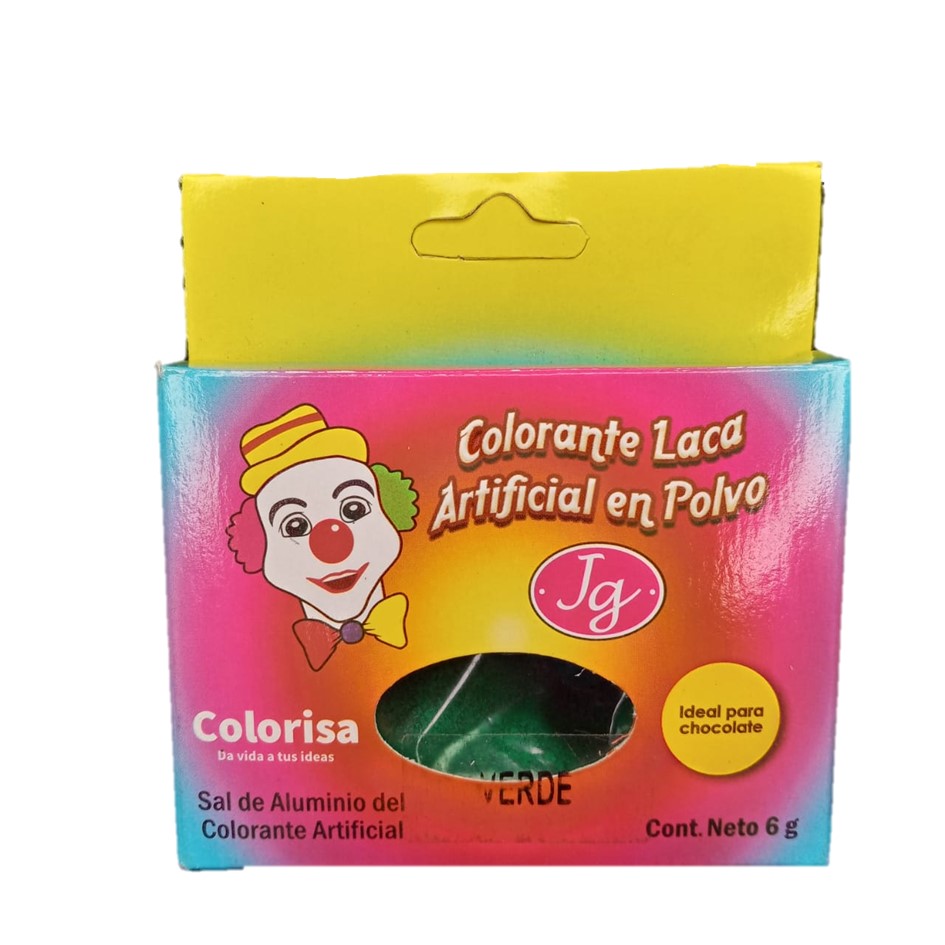 Colorante Laca
Artificial en Polvo
Jg
Ideal para
chocolate
Colorisa
Da vida a tus ideas
VERDE
Sal de Aluminio del
Colorante Artificial
Cont. Neto 6 g